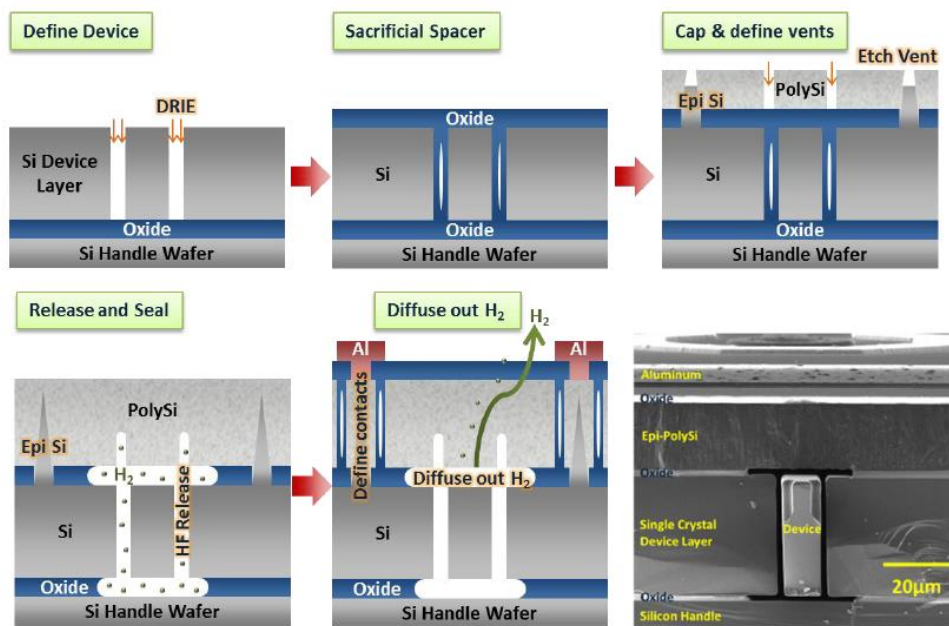 Define Device
DRIE
Si Device
Layer
Oxide
Si Handle Wafer
Sacrificial Spacer
Oxide
Si
Oxide
Si Handle Wafer
Cap & define vents
Etch Vent
Epi Si
PolySi
Si
Oxide
Si Handle Wafer
Release and Seal
PolySi
Epi Si
H₂
HF Release
Si
Oxide
Si Handle Wafer
Diffuse out H₂
H₂
Al
Al
Define contacts
Diffuse out H₂
Si
Oxide
Si Handle Wafer
Aluminum
Oxide
Epi-PolySi
Oxide
Single Crystal
Device Layer
Device
20μm
Oxide
Silicon Handle